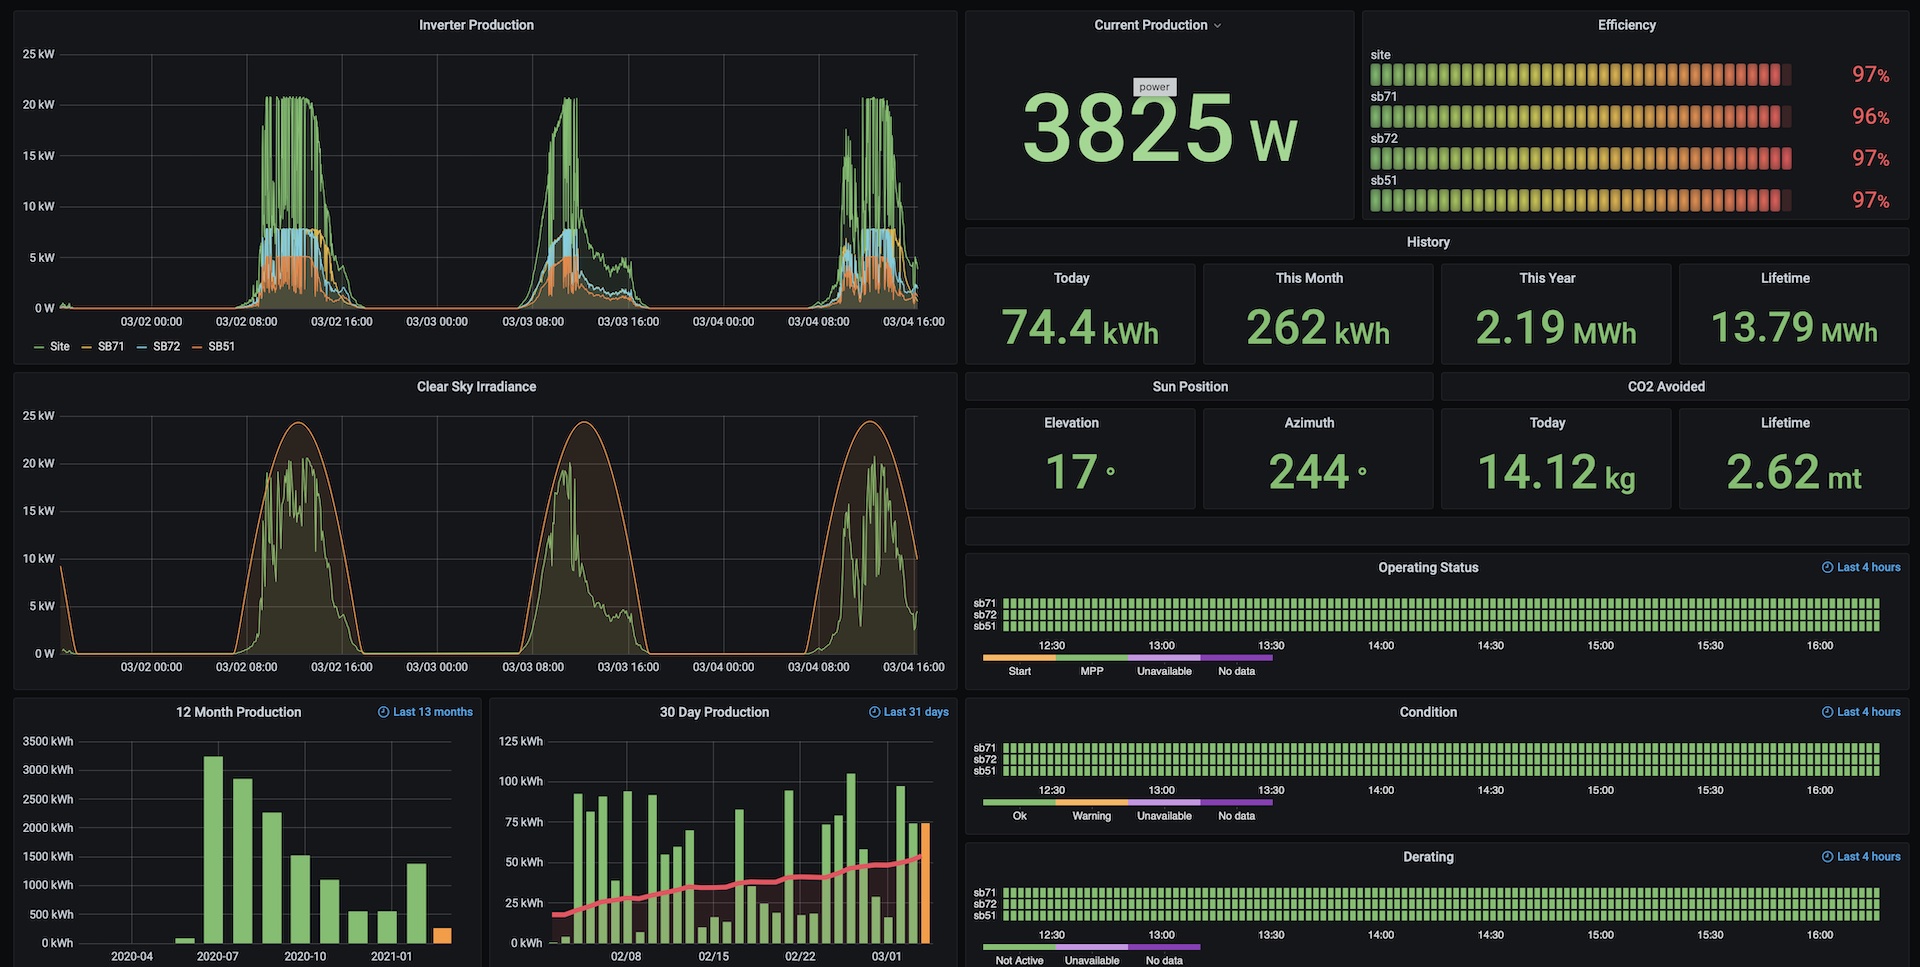 Inverter Production
25 kW
20 kW
15 kW
10 kW
5 kW
0 W
03/02 00:00 03/02 08:00 03/02 16:00 03/03 00:00 03/03 08:00 03/03 16:00 03/04 00:00 03/04 08:00 03/04 16:00
Site SB71 SB72 SB51
Current Production
power
3825 W
Efficiency
site
97%
sb71
96%
sb72
97%
sb51
97%
History
Today
74.4 kWh
This Month
262 kWh
This Year
2.19 MWh
Lifetime
13.79 MWh
Clear Sky Irradiance
25 kW
20 kW
15 kW
10 kW
5 kW
0 W
03/02 00:00 03/02 08:00 03/02 16:00 03/03 00:00 03/03 08:00 03/03 16:00 03/04 00:00 03/04 08:00 03/04 16:00
Sun Position
CO2 Avoided
Elevation
17 °
Azimuth
244 °
Today
14.12 kg
Lifetime
2.62 mt
Operating Status
Last 4 hours
sb71
sb72
sb51
12:30 13:00 13:30 14:00 14:30 15:00 15:30 16:00
Start MPP Unavailable No data
12 Month Production
Last 13 months
3500 kWh
3000 kWh
2500 kWh
2000 kWh
1500 kWh
1000 kWh
500 kWh
0 kWh
2020-04 2020-07 2020-10 2021-01
30 Day Production
Last 31 days
125 kWh
100 kWh
75 kWh
50 kWh
25 kWh
0 kWh
02/08 02/15 02/22 03/01
Condition
Last 4 hours
sb71
sb72
sb51
12:30 13:00 13:30 14:00 14:30 15:00 15:30 16:00
Ok Warning Unavailable No data
Derating
Last 4 hours
sb71
sb72
sb51
12:30 13:00 13:30 14:00 14:30 15:00 15:30 16:00
Not Active Unavailable No data